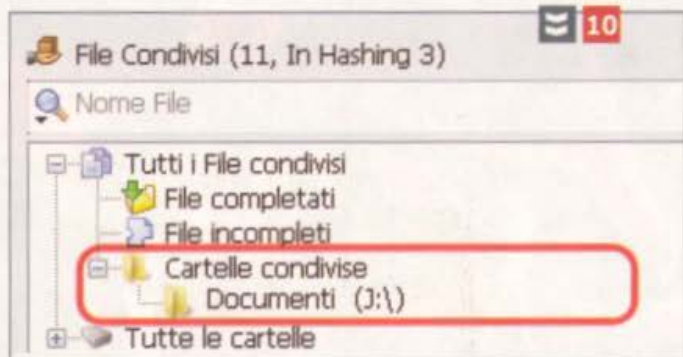 10
File Condivisi (11, In Hashing 3)
Nome File
Tutti i File condivisi
File completati
File incompleti
Cartelle condivise
Documenti (J:\)
Tutte le cartelle